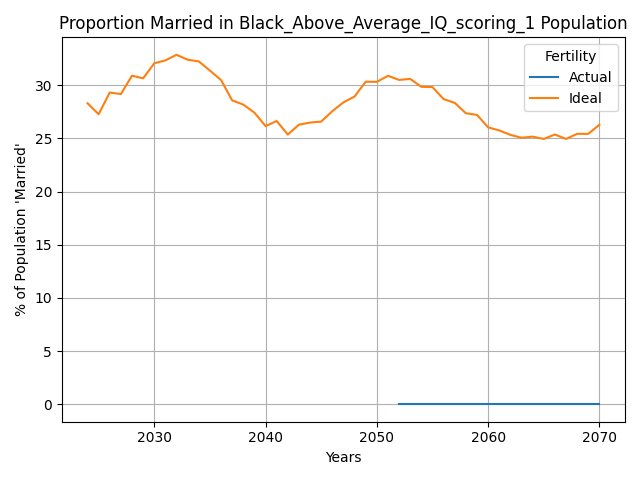 Proportion Married in Black_Above_Average_IQ_scoring_1 Population
Fertility
Actual
Ideal
% of Population 'Married'
30
25
20
15
10
5
0
2030 2040 2050 2060 2070
Years